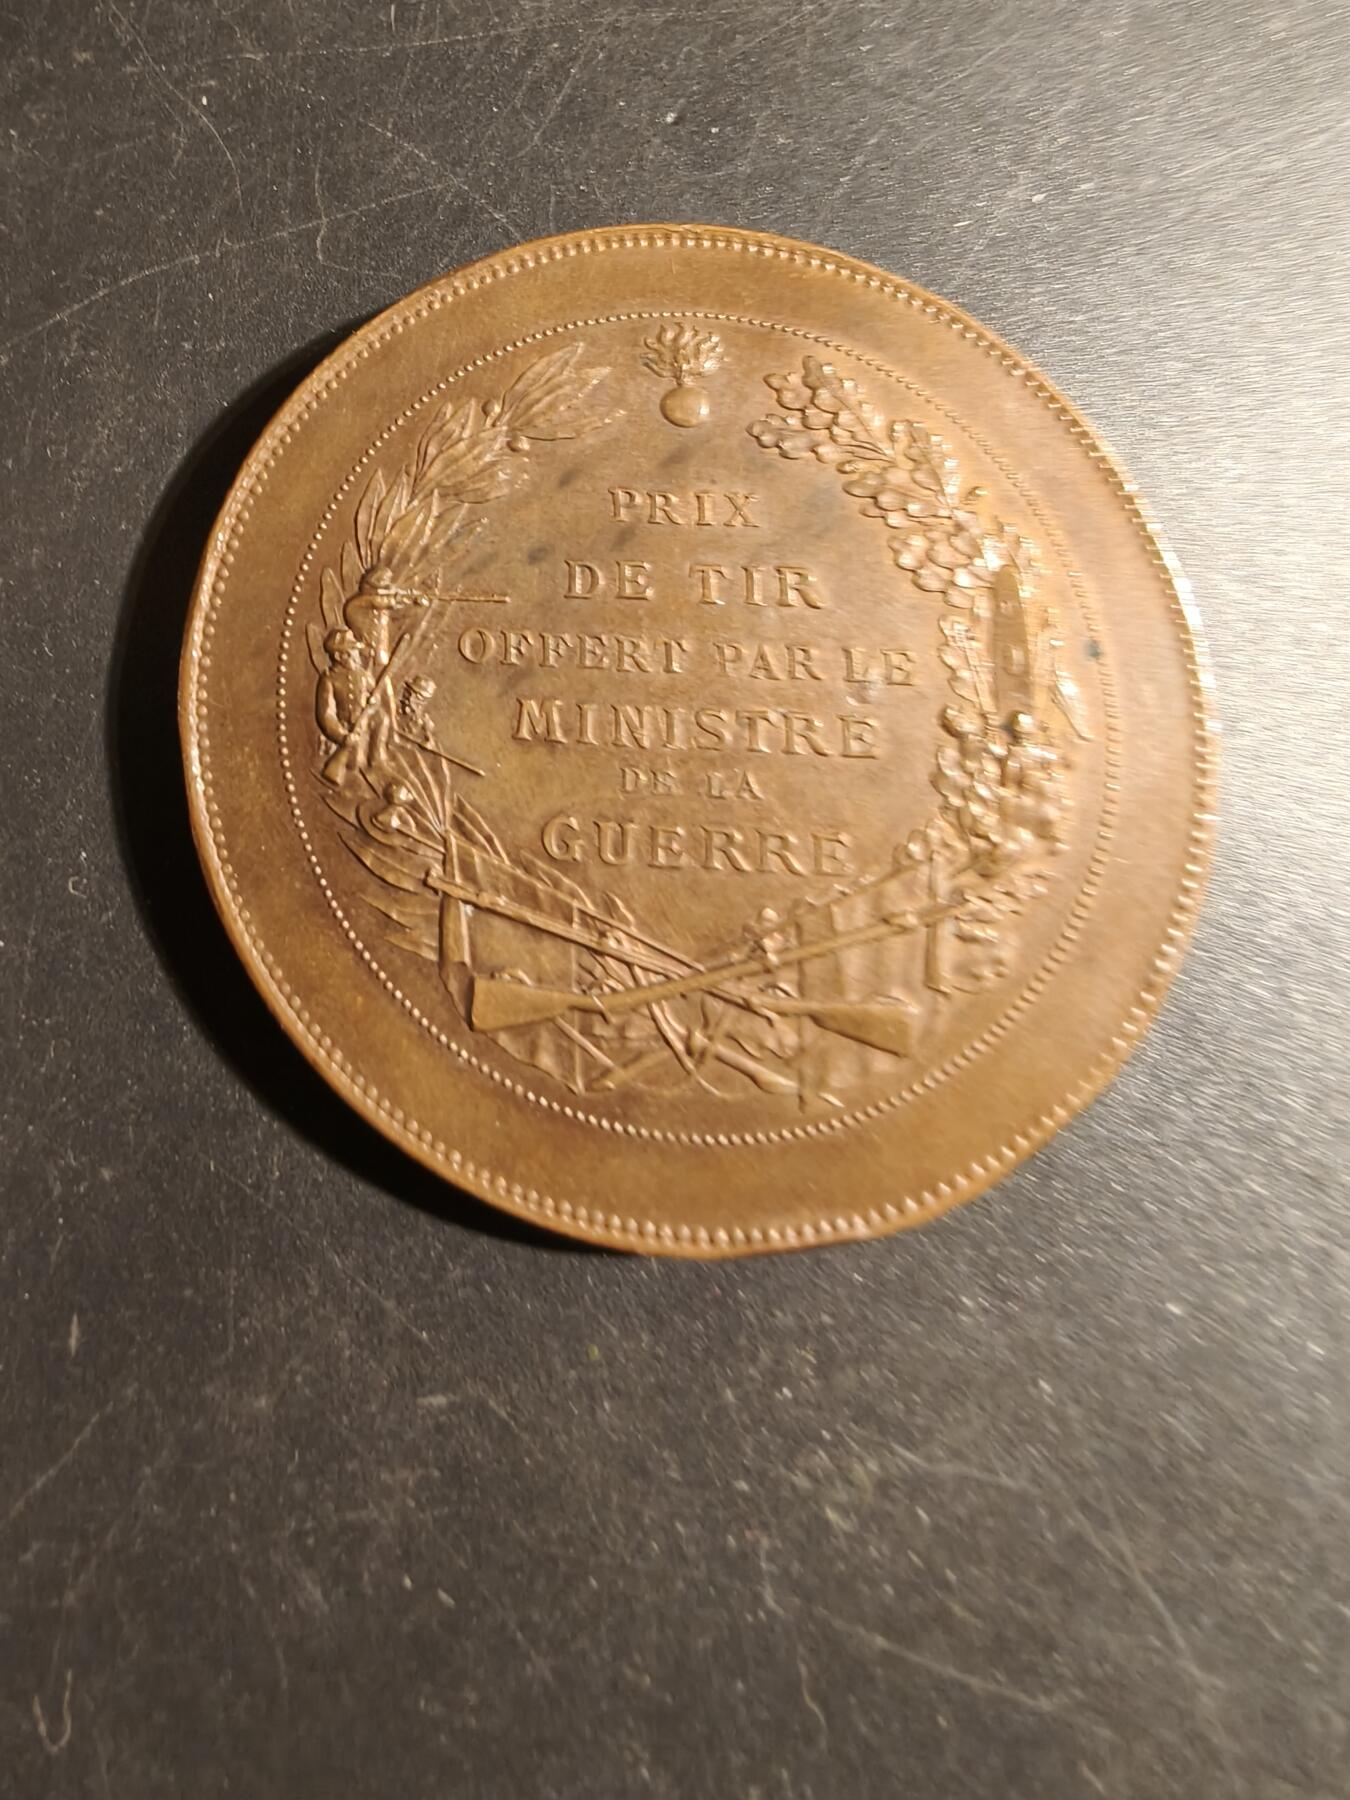 PRIX
DE TIR
OFFERT PAR LE
MINISTRE
DE LA
GUERRE